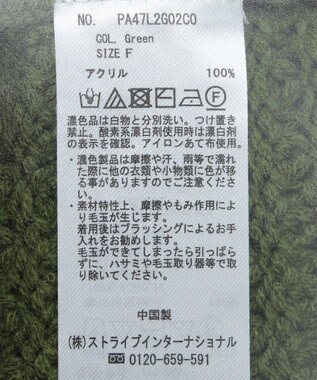 NO. PA47L2G02C0
COL. Green
SIZE F
アクリル 100%
濃色品は白物と分別洗い。つけ置き
禁止。酸素系漂白剤使用時は漂白剤
の表示を確認。アイロンあて布使用。
・濃色製品は摩擦や汗、雨等で濡れ
た際に他の衣類や小物類に色が移
る事がありますのでご注意くださ
い。
・素材特性上、摩擦やもみ作用によ
り毛玉が生じます。
着用後はブラッシングによるお手
入れをお勧めします。
毛玉ができてしまったら引っぱら
ずに、ハサミや毛玉取り器等で取
り除いてください。
中国製
(株)ストライプインターナショナル
0120-659-591